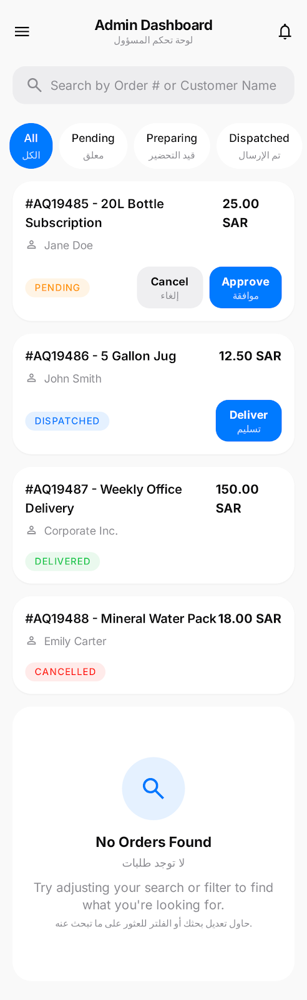 Admin Dashboard
لوحة تحكم المسؤول
Search by Order # or Customer Name
All
الكل
Pending
معلق
Preparing
قيد التحضير
Dispatched
تم الإرسال
#AQ19485 - 20L Bottle
Subscription
25.00
SAR
Jane Doe
PENDING
Cancel
إلغاء
Approve
موافقة
#AQ19486 - 5 Gallon Jug
12.50 SAR
John Smith
DISPATCHED
Deliver
تسليم
#AQ19487 - Weekly Office
Delivery
150.00
SAR
Corporate Inc.
DELIVERED
#AQ19488 - Mineral Water Pack
18.00 SAR
Emily Carter
CANCELLED
No Orders Found
لا توجد طلبات
Try adjusting your search or filter to find
what you're looking for.
حاول تعديل بحثك أو الفلتر للعثور على ما تبحث عنه.